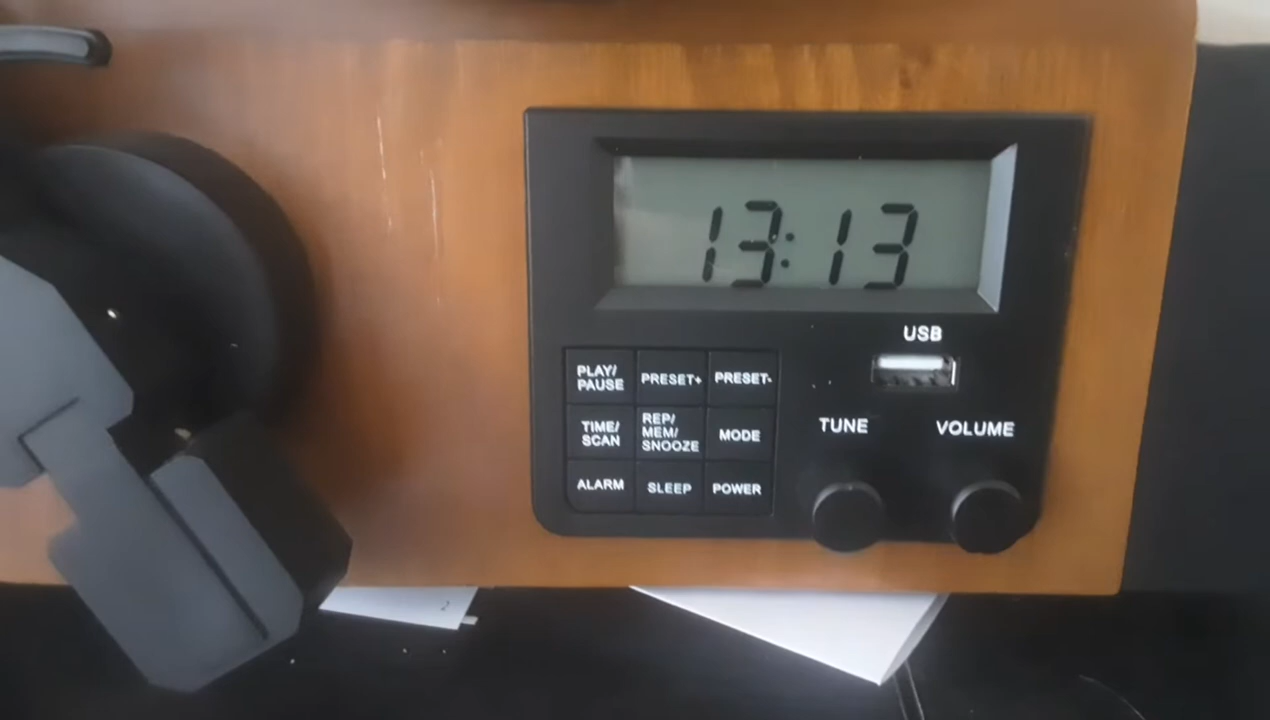 13:13
USB
PLAY/
PAUSE
PRESET+
PRESET-
TIME/
SCAN
REP/
MEM/
SNOOZE
MODE
ALARM
SLEEP
POWER
TUNE
VOLUME